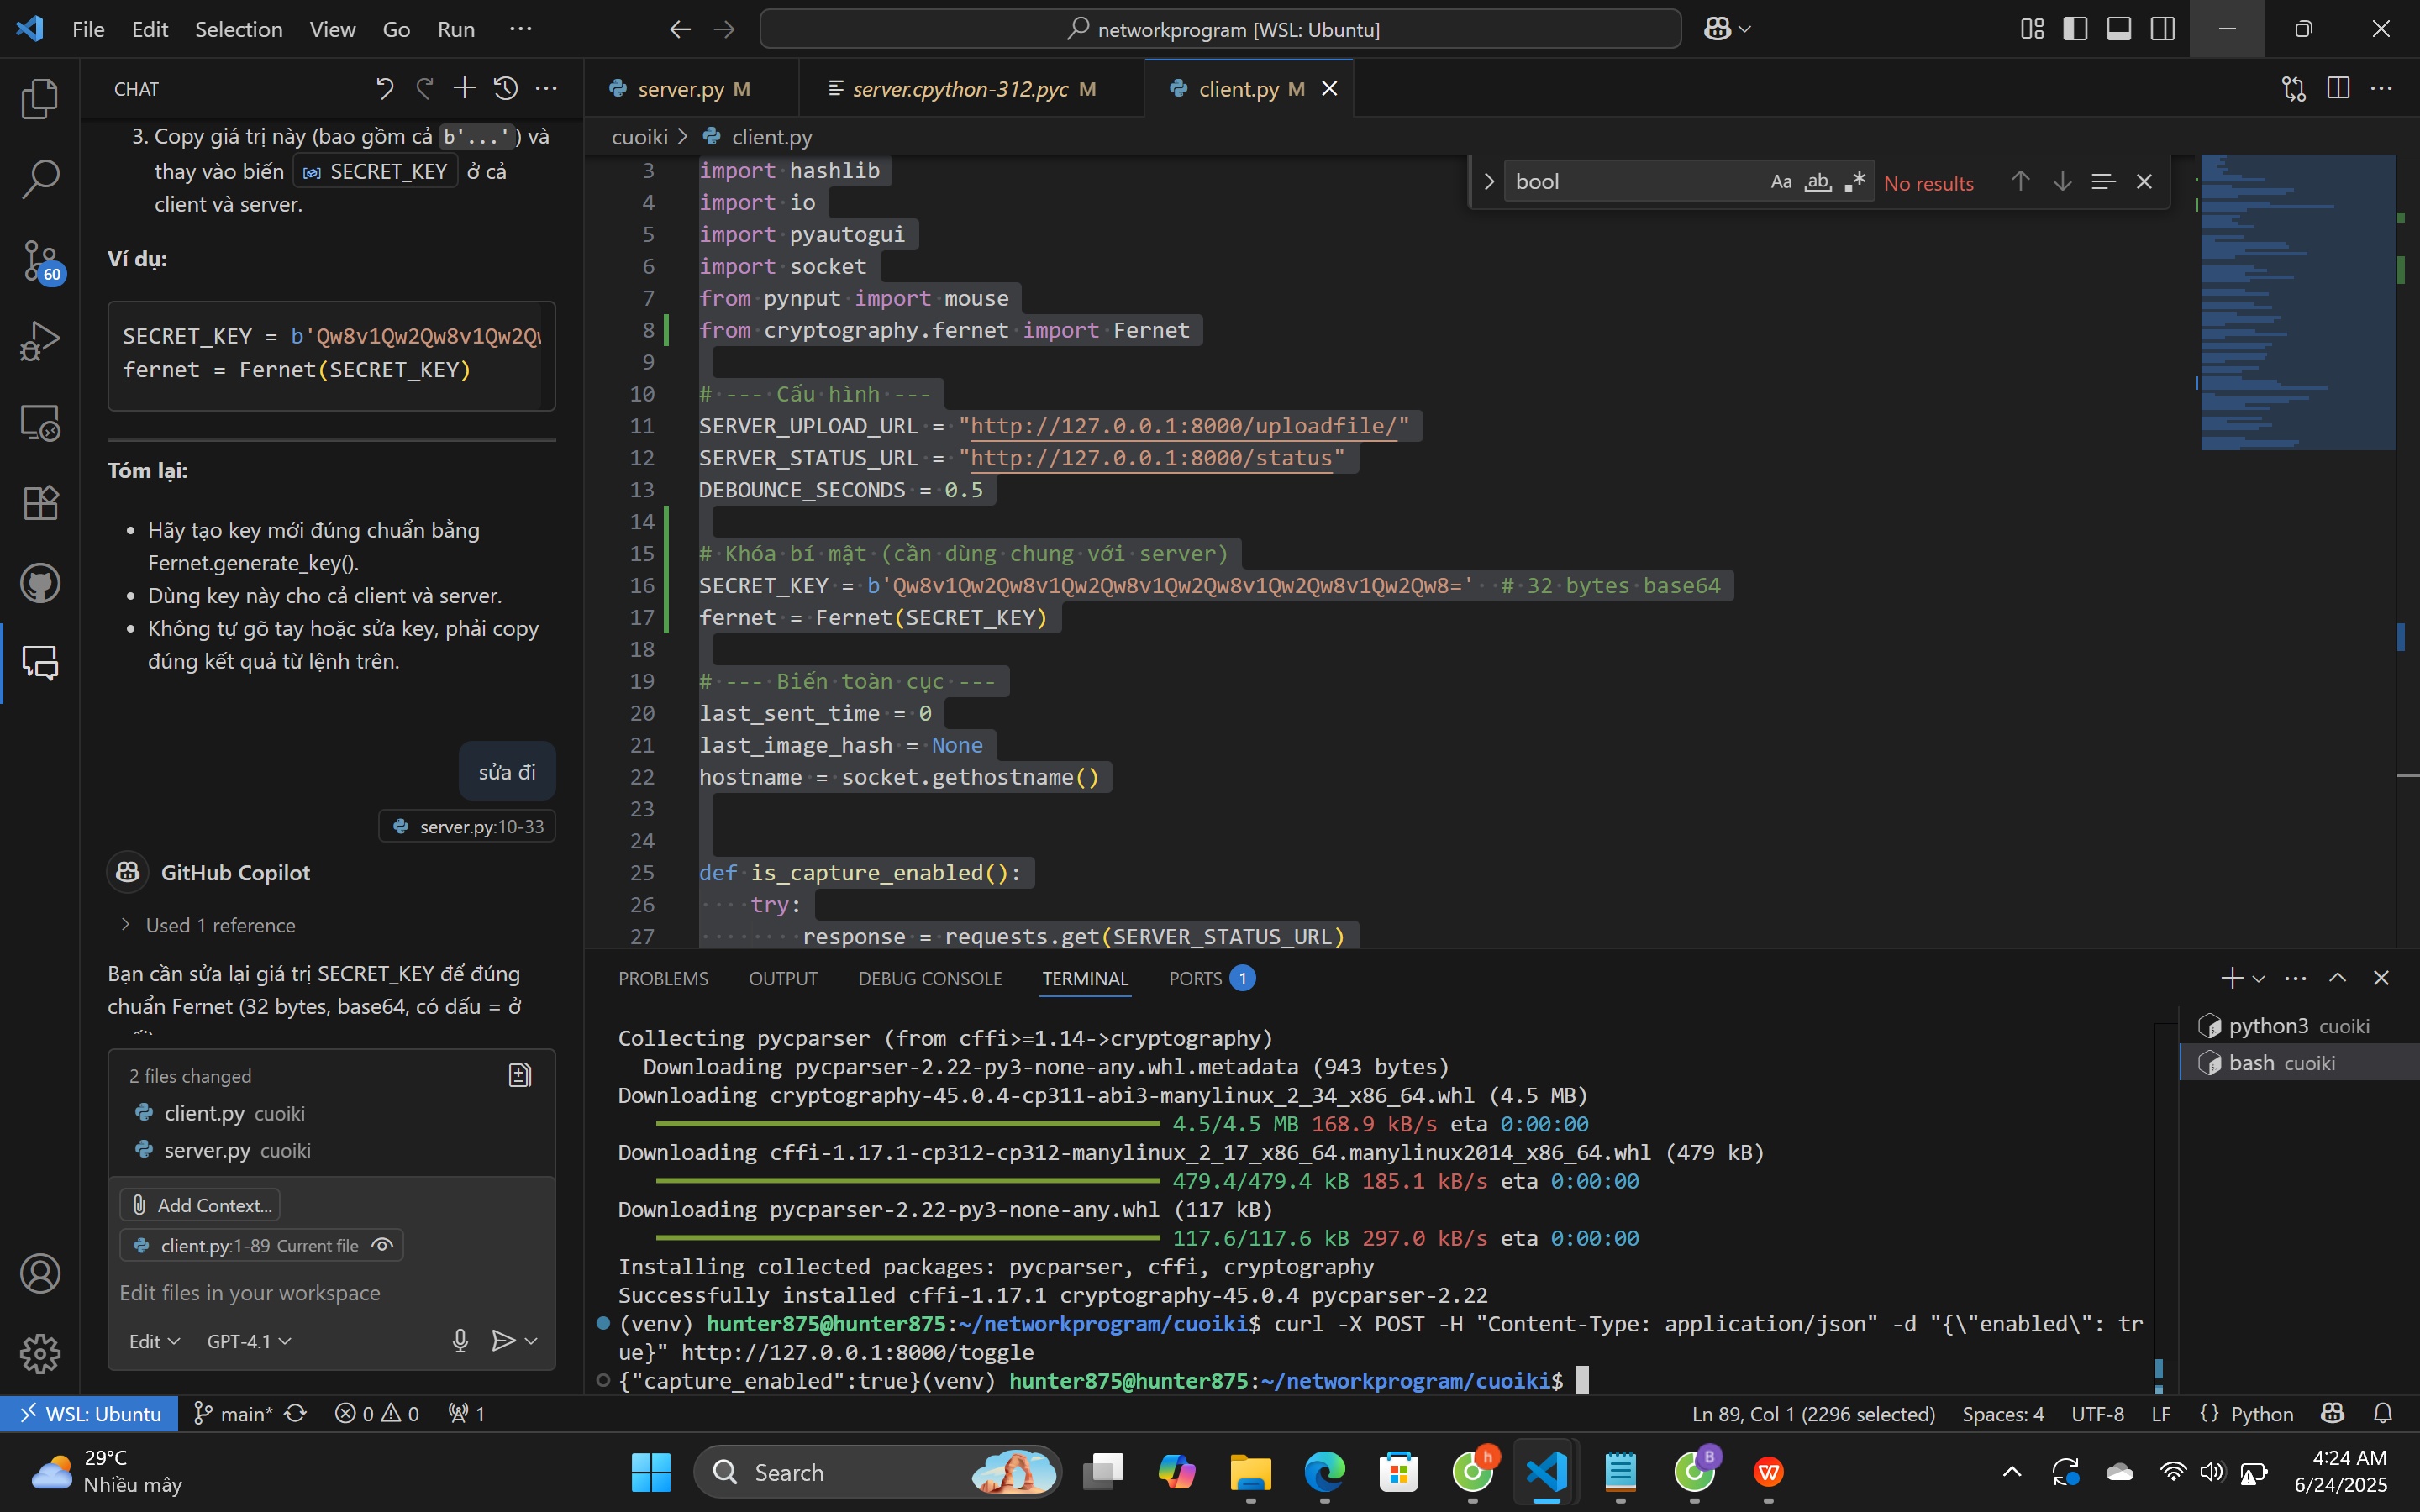 File Edit Selection View Go Run ...
networkprogram [WSL: Ubuntu]
CHAT
3. Copy giá trị này (bao gồm cả b'...') và
thay vào biến SECRET_KEY ở cả
client và server.
Ví dụ:
SECRET_KEY = b'Qw8v1Qw2Qw8v1Qw2Qw
fernet = Fernet(SECRET_KEY)
Tóm lại:
• Hãy tạo key mới đúng chuẩn bằng
Fernet.generate_key().
• Dùng key này cho cả client và server.
• Không tự gõ tay hoặc sửa key, phải copy
đúng kết quả từ lệnh trên.
sửa đi
server.py:10-33
GitHub Copilot
Used 1 reference
Bạn cần sửa lại giá trị SECRET_KEY để đúng
chuẩn Fernet (32 bytes, base64, có dấu = ở
2 files changed
client.py cuoiki
server.py cuoiki
Add Context...
client.py:1-89 Current file
Edit files in your workspace
Edit GPT-4.1
60
server.py M server.cpython-312.pyc M client.py M
cuoiki > client.py
bool Aa ab .* No results
3 import hashlib
4 import io
5 import pyautogui
6 import socket
7 from pynput import mouse
8 from cryptography.fernet import Fernet
9
10 # --- Cấu hình ---
11 SERVER_UPLOAD_URL = "http://127.0.0.1:8000/uploadfile/"
12 SERVER_STATUS_URL = "http://127.0.0.1:8000/status"
13 DEBOUNCE_SECONDS = 0.5
14
15 # Khóa bí mật (cần dùng chung với server)
16 SECRET_KEY = b'Qw8v1Qw2Qw8v1Qw2Qw8v1Qw2Qw8v1Qw2Qw8v1Qw2Qw8=' # 32 bytes base64
17 fernet = Fernet(SECRET_KEY)
18
19 # --- Biến toàn cục ---
20 last_sent_time = 0
21 last_image_hash = None
22 hostname = socket.gethostname()
23
24
25 def is_capture_enabled():
26 try:
27 response = requests.get(SERVER_STATUS_URL)
PROBLEMS OUTPUT DEBUG CONSOLE TERMINAL PORTS 1
Collecting pycparser (from cffi>=1.14->cryptography)
Downloading pycparser-2.22-py3-none-any.whl.metadata (943 bytes)
Downloading cryptography-45.0.4-cp311-abi3-manylinux_2_34_x86_64.whl (4.5 MB)
4.5/4.5 MB 168.9 kB/s eta 0:00:00
Downloading cffi-1.17.1-cp312-cp312-manylinux_2_17_x86_64.manylinux2014_x86_64.whl (479 kB)
479.4/479.4 kB 185.1 kB/s eta 0:00:00
Downloading pycparser-2.22-py3-none-any.whl (117 kB)
117.6/117.6 kB 297.0 kB/s eta 0:00:00
Installing collected packages: pycparser, cffi, cryptography
Successfully installed cffi-1.17.1 cryptography-45.0.4 pycparser-2.22
(venv) hunter875@hunter875:~/networkprogram/cuoiki$ curl -X POST -H "Content-Type: application/json" -d "{\"enabled\": tr
ue}" http://127.0.0.1:8000/toggle
{"capture_enabled":true}(venv) hunter875@hunter875:~/networkprogram/cuoiki$
python3 cuoiki
bash cuoiki
WSL: Ubuntu main* 0 0 1 Ln 89, Col 1 (2296 selected) Spaces: 4 UTF-8 LF {} Python
29°C
Nhiều mây
Search
h
B
4:24 AM
6/24/2025